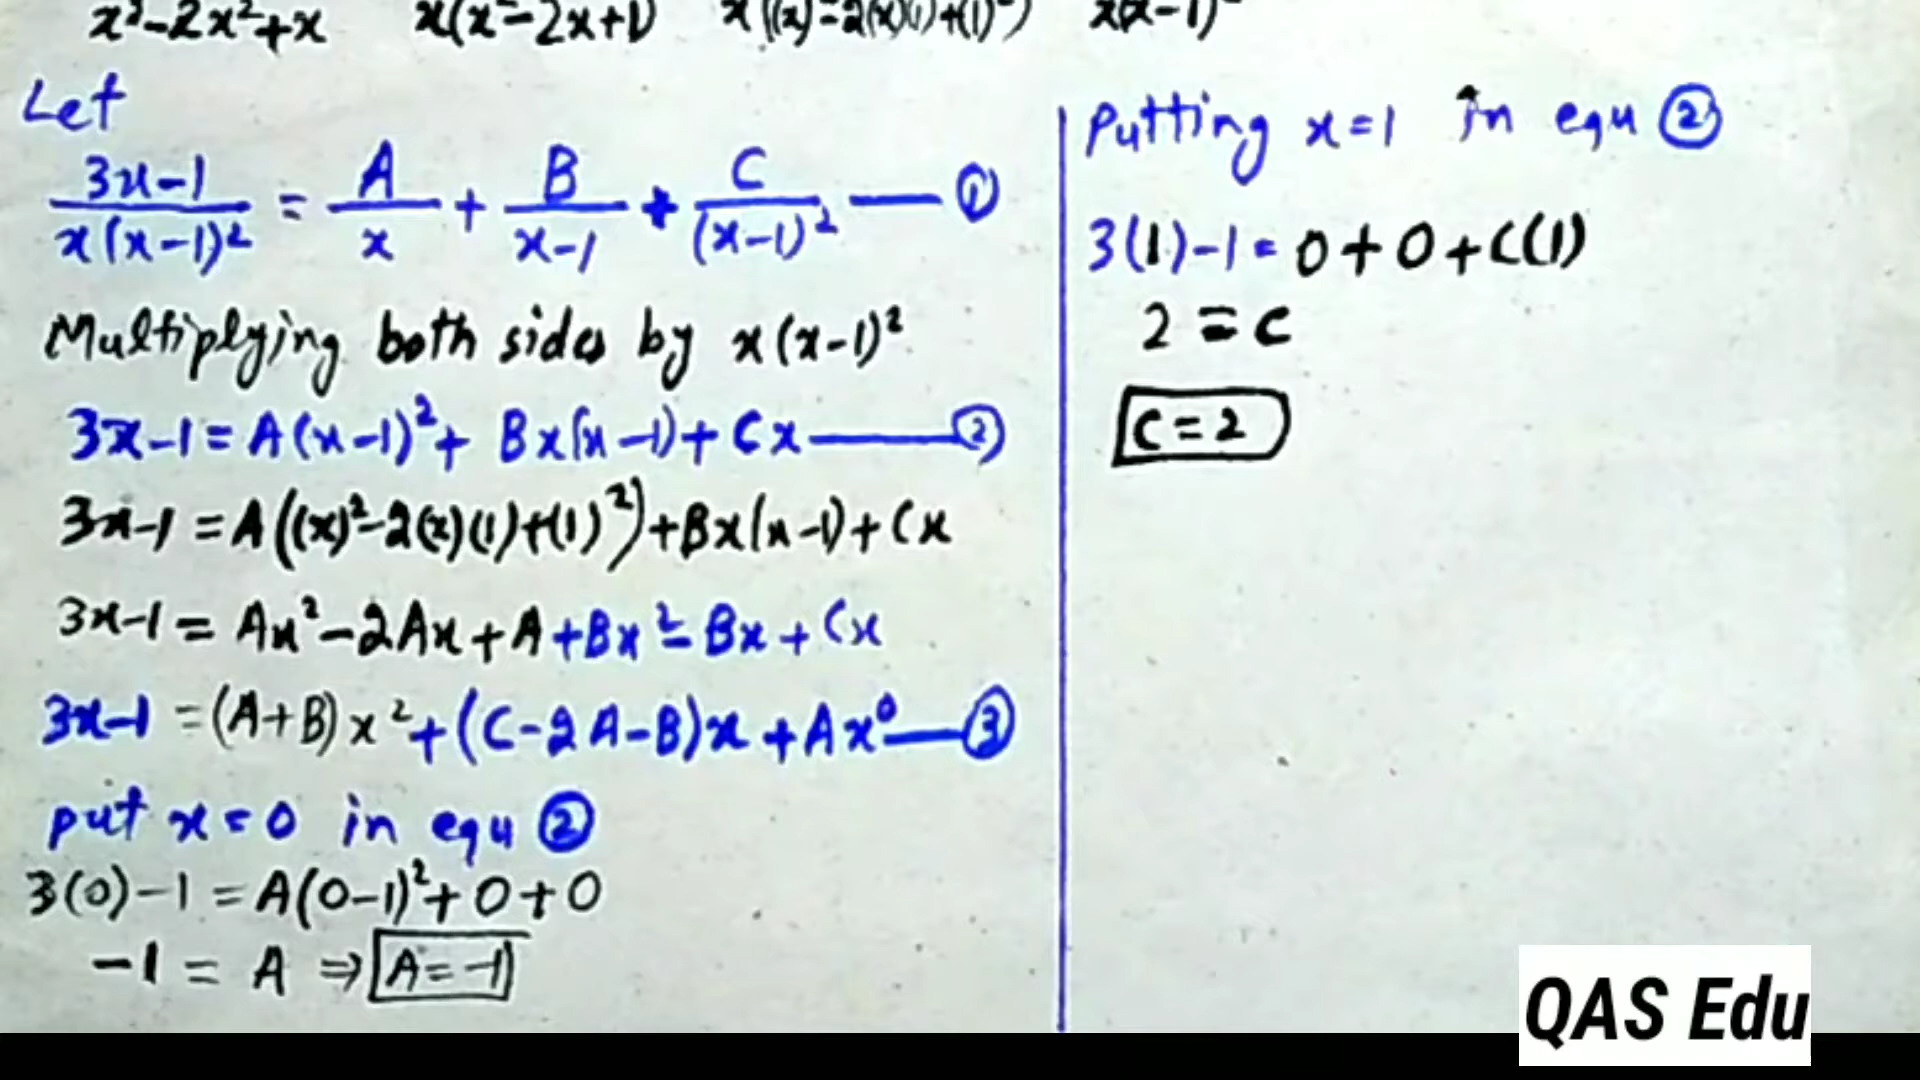 x³-2x²+x   x(x²-2x+1)   x((x)²-2(x)(1)+(1)²)   x(x-1)²
Let
3x-1/x(x-1)² = A/x + B/x-1 + C/(x-1)² — ①
Multiplying both sides by x(x-1)²
3x-1 = A(x-1)² + Bx(x-1) + Cx — ②
3x-1 = A((x)²-2(x)(1)+(1)²)+Bx(x-1)+Cx
3x-1 = Ax²-2Ax+A+Bx²-Bx+Cx
3x-1 = (A+B)x²+(C-2A-B)x+Ax⁰ — ③
put x=0 in equ ②
3(0)-1 = A(0-1)²+0+0
-1 = A ⇒ A=-1
Putting x=1 in equ ②
3(1)-1 = 0+0+C(1)
2 = C
C=2
QAS Edu